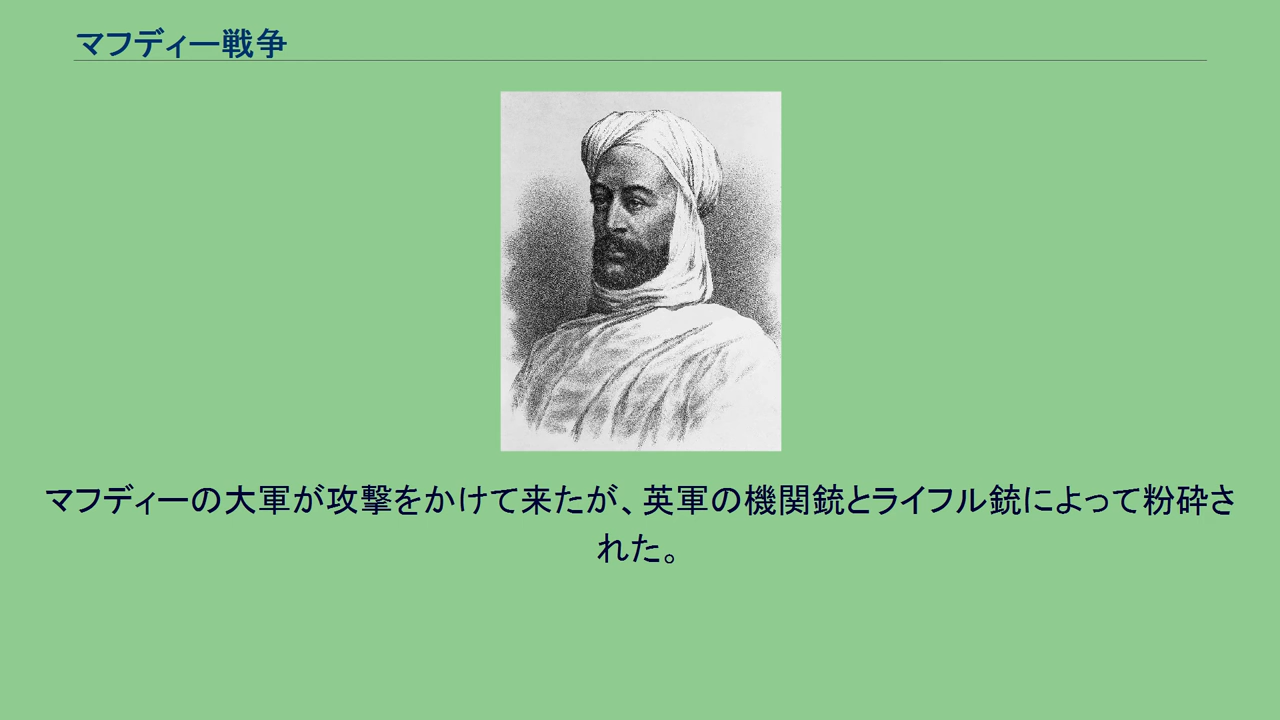 マフディー戦争
マフディーの大軍が攻撃をかけて来たが、英軍の機関銃とライフル銃によって粉砕さ
れた。